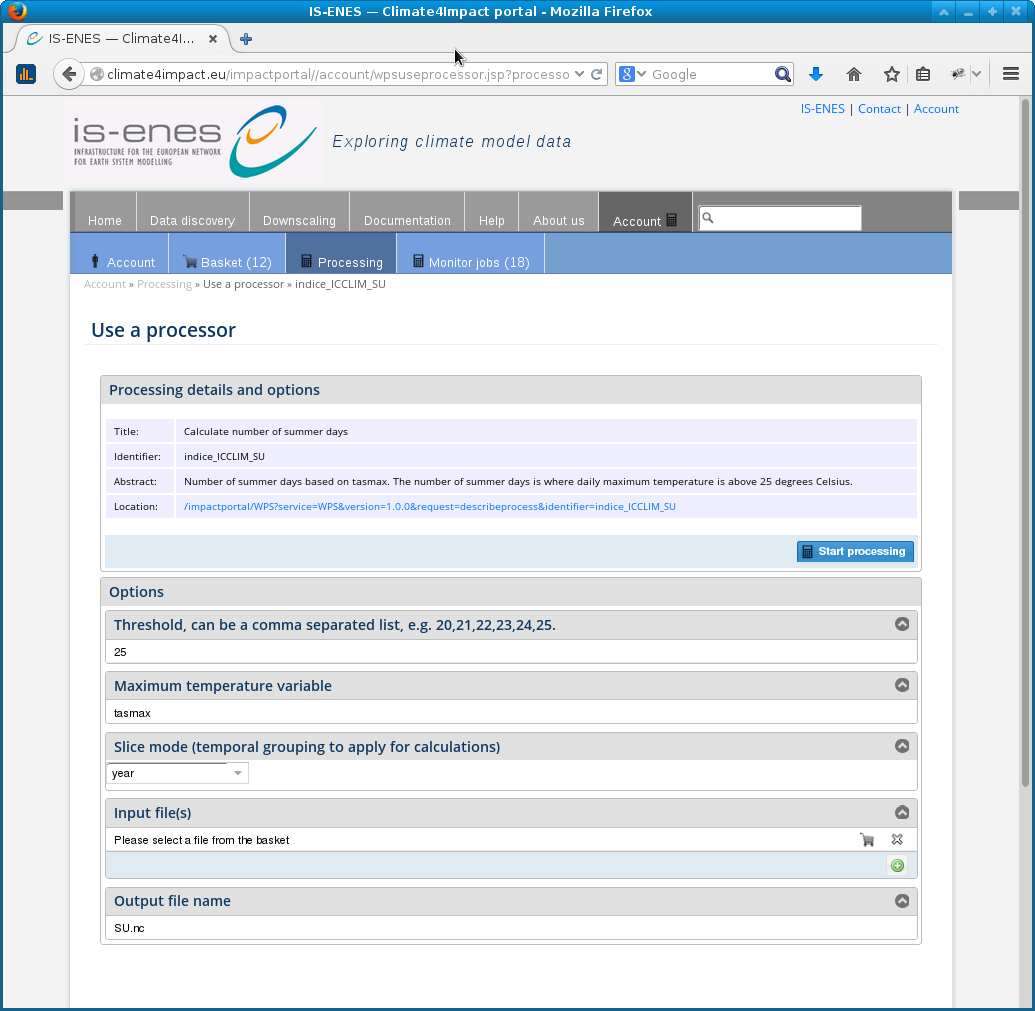 IS-ENES — Climate4Impact portal - Mozilla Firefox
IS-ENES — Climate4I...
climate4impact.eu/impactportal//account/wpsuseprocessor.jsp?processo
Google
IS-ENES | Contact | Account
is-enes
INFRASTRUCTURE FOR THE EUROPEAN NETWORK
FOR EARTH SYSTEM MODELLING
Exploring climate model data
Home Data discovery Downscaling Documentation Help About us Account
Account Basket (12) Processing Monitor jobs (18)
Account » Processing » Use a processor » indice_ICCLIM_SU
Use a processor
Processing details and options
Title: Calculate number of summer days
Identifier: indice_ICCLIM_SU
Abstract: Number of summer days based on tasmax. The number of summer days is where daily maximum temperature is above 25 degrees Celsius.
Location: /impactportal/WPS?service=WPS&version=1.0.0&request=describeprocess&identifier=indice_ICCLIM_SU
Start processing
Options
Threshold, can be a comma separated list, e.g. 20,21,22,23,24,25.
25
Maximum temperature variable
tasmax
Slice mode (temporal grouping to apply for calculations)
year
Input file(s)
Please select a file from the basket
Output file name
SU.nc